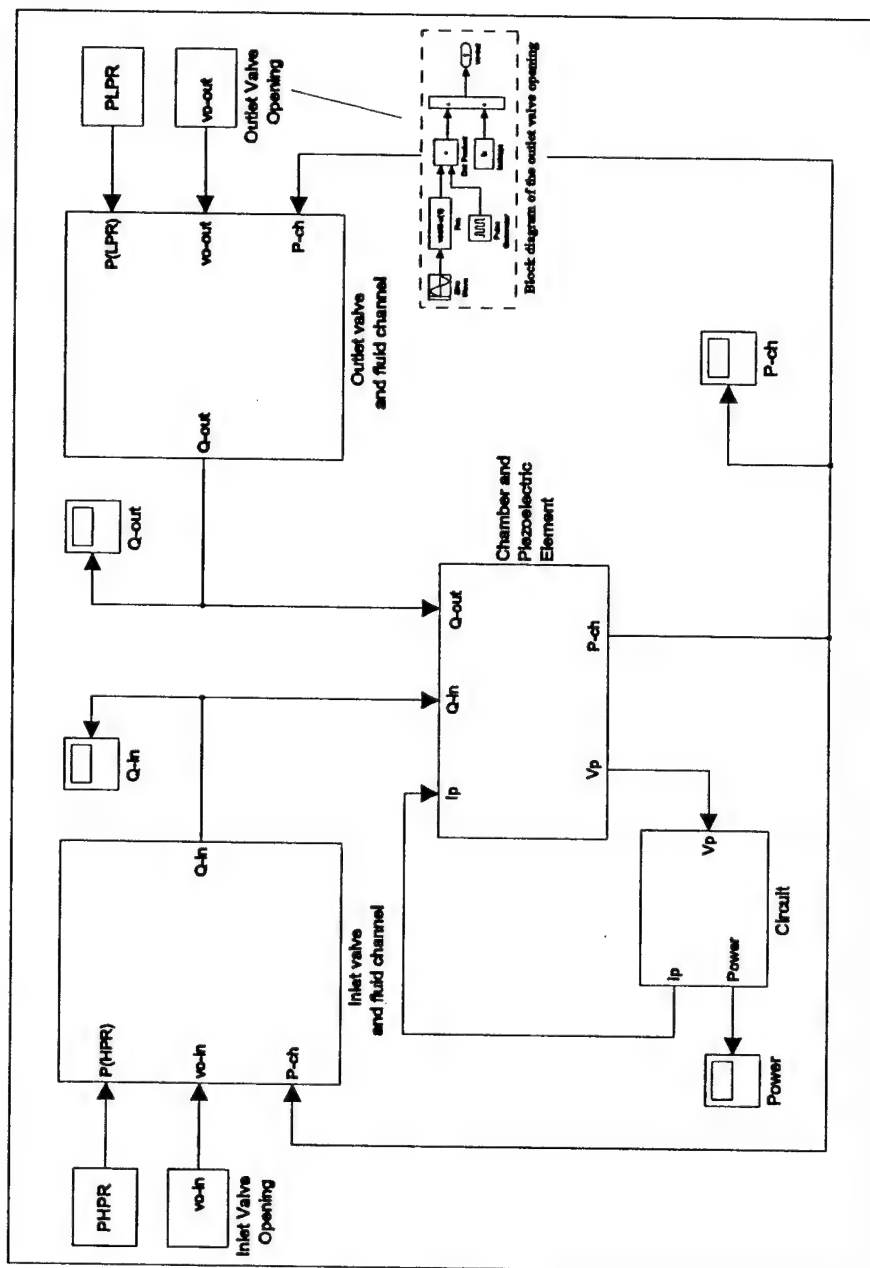 PHPR
vo-in
Inlet Valve
Opening
P(HPR)
vo-in
P-ch
Q-in
Inlet valve
and fluid channel
Q-in
Q-out
Q-out
P(LPR)
vo-out
P-ch
Outlet valve
and fluid channel
PLPR
vo-out
Outlet Valve
Opening
Block diagram of the outlet valve opening
Ip
Q-in
Q-out
Vp
P-ch
Chamber and
Piezoelectric
Element
Ip
Power
Vp
Circuit
Power
P-ch